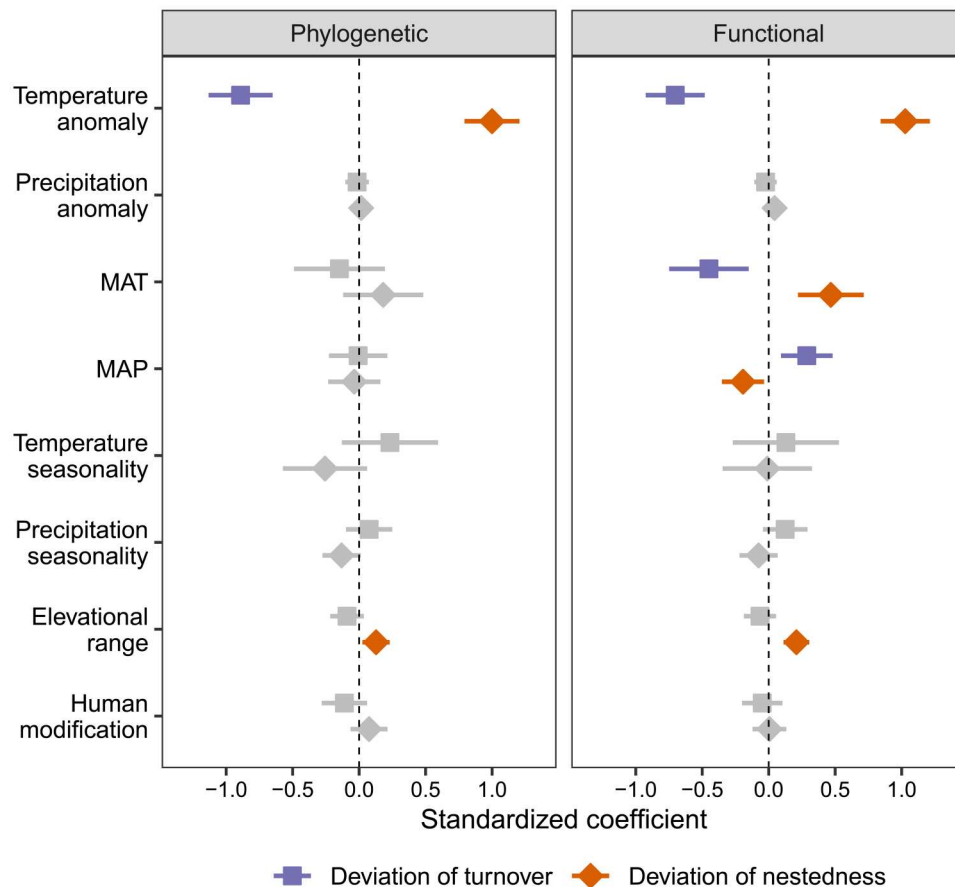 Phylogenetic
Functional
Temperature
anomaly
Precipitation
anomaly
MAT
MAP
Temperature
seasonality
Precipitation
seasonality
Elevational
range
Human
modification
−1.0 −0.5 0.0 0.5 1.0
−1.0 −0.5 0.0 0.5 1.0
Standardized coefficient
Deviation of turnover
Deviation of nestedness